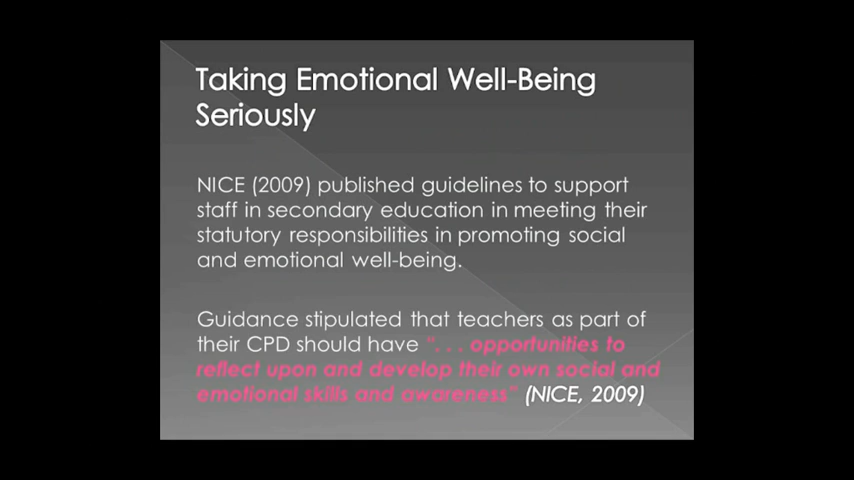 Taking Emotional Well-Being
Seriously
NICE (2009) published guidelines to support
staff in secondary education in meeting their
statutory responsibilities in promoting social
and emotional well-being.
Guidance stipulated that teachers as part of
their CPD should have ". . . opportunities to
reflect upon and develop their own social and
emotional skills and awareness" (NICE, 2009)